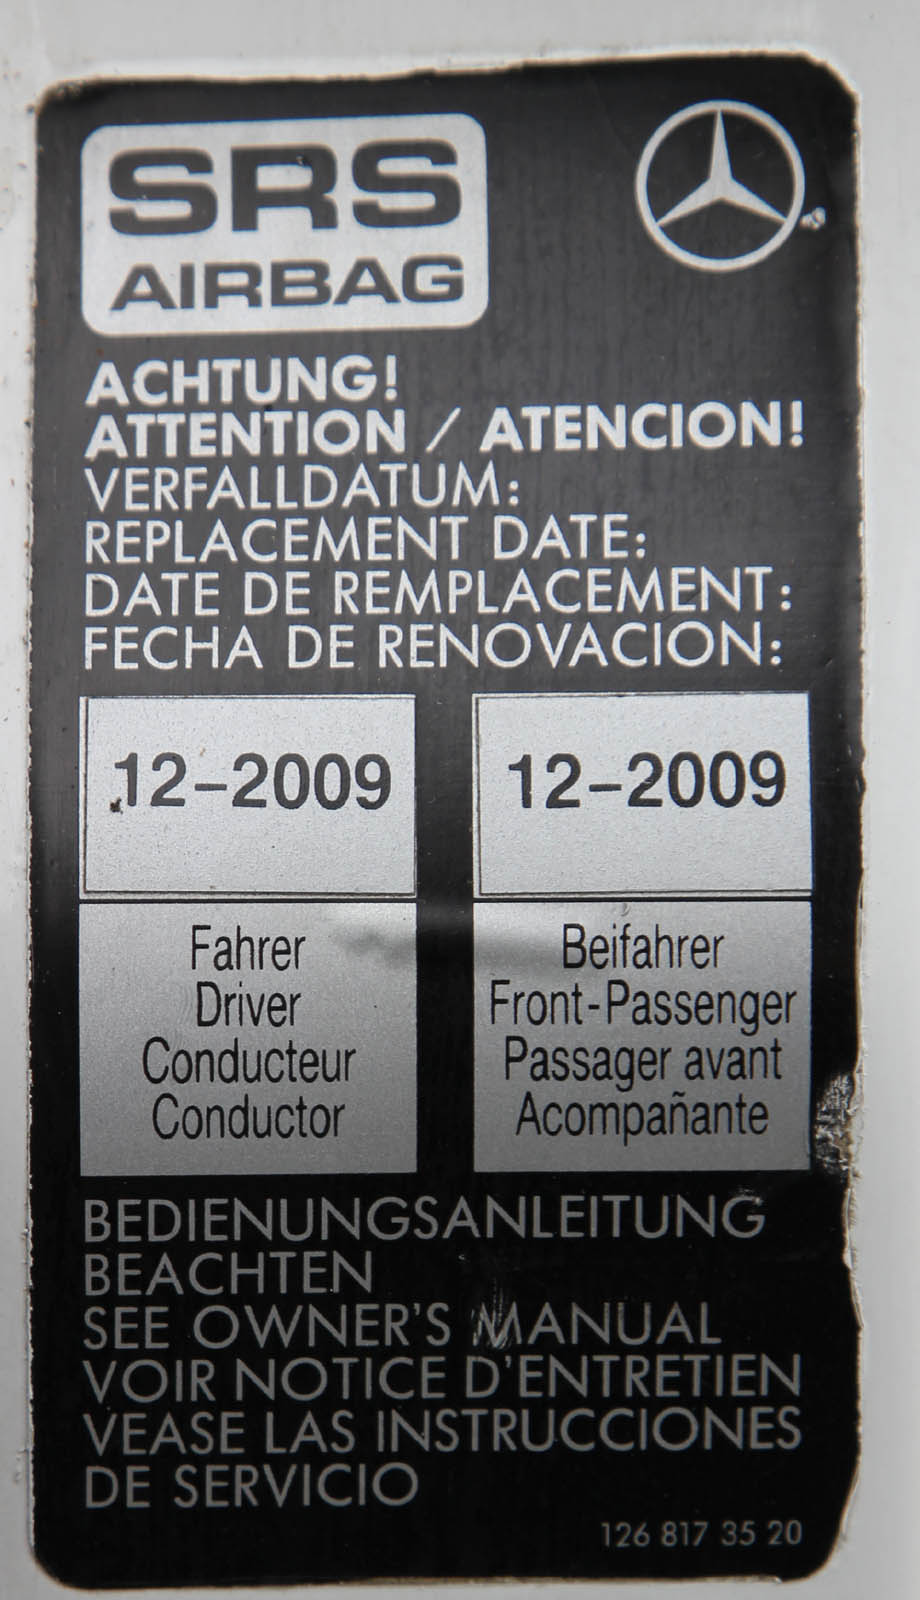 SRS
AIRBAG
ACHTUNG!
ATTENTION / ATENCION!
VERFALLDATUM:
REPLACEMENT DATE:
DATE DE REMPLACEMENT:
FECHA DE RENOVACION:
12-2009 12-2009
Fahrer Beifahrer
Driver Front-Passenger
Conducteur Passager avant
Conductor Acompañante
BEDIENUNGSANLEITUNG
BEACHTEN
SEE OWNER'S MANUAL
VOIR NOTICE D'ENTRETIEN
VEASE LAS INSTRUCCIONES
DE SERVICIO
126 817 35 20